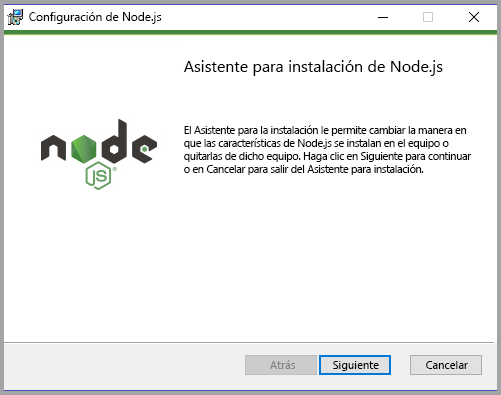 Configuración de Node.js
Asistente para instalación de Node.js
node
JS
®
El Asistente para la instalación le permite cambiar la manera en
que las características de Node.js se instalan en el equipo o
quitarlas de dicho equipo. Haga clic en Siguiente para continuar
o en Cancelar para salir del Asistente para instalación.
Atrás
Siguiente
Cancelar